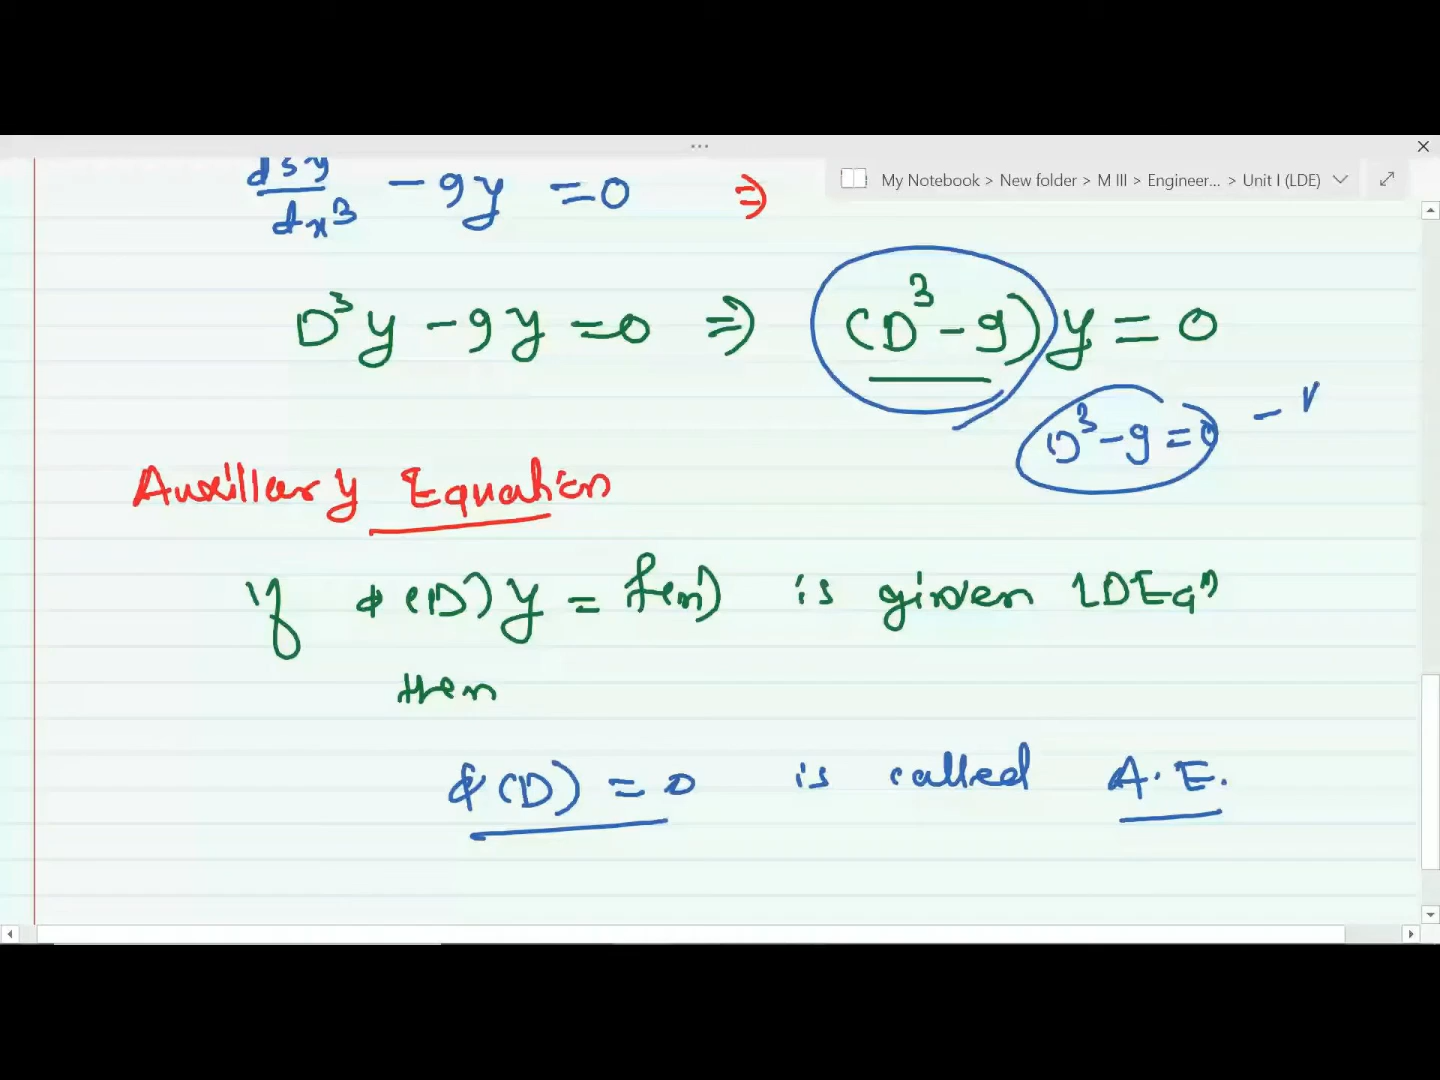 My Notebook > New folder > M III > Engineer... > Unit I (LDE)
d3y/dx3 - 9y = 0 ⇒
D³y - 9y = 0 ⇒ (D³ - 9)y = 0
D³ - 9 = 0 -
Auxillary Equation
if ϕ(D)y = f(x) is given LDEqn
then
ϕ(D) = 0 is called A.E.